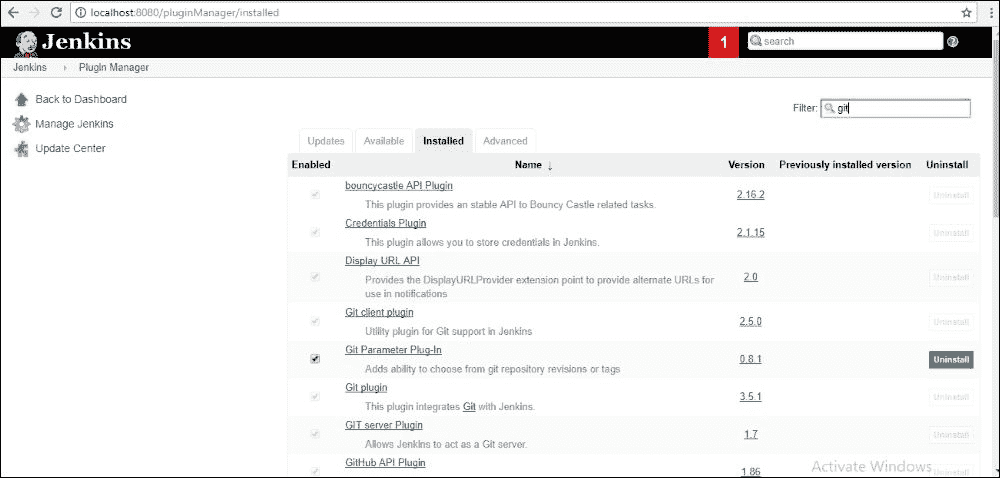 localhost:8080/pluginManager/installed
Jenkins
1
search
Jenkins › Plugin Manager
Back to Dashboard
Manage Jenkins
Update Center
Filter: git
Updates Available Installed Advanced
Enabled Name ↓ Version Previously installed version Uninstall
bouncycastle API Plugin
This plugin provides an stable API to Bouncy Castle related tasks.
2.16.2 Uninstall
Credentials Plugin
This plugin allows you to store credentials in Jenkins.
2.1.15 Uninstall
Display URL API
Provides the DisplayURLProvider extension point to provide alternate URLs for
use in notifications
2.0 Uninstall
Git client plugin
Utility plugin for Git support in Jenkins
2.5.0 Uninstall
Git Parameter Plug-In
Adds ability to choose from git repository revisions or tags
0.8.1 Uninstall
Git plugin
This plugin integrates Git with Jenkins.
3.5.1 Uninstall
GIT server Plugin
Allows Jenkins to act as a Git server.
1.7 Uninstall
GitHub API Plugin
1.86 Uninstall
Activate Windows